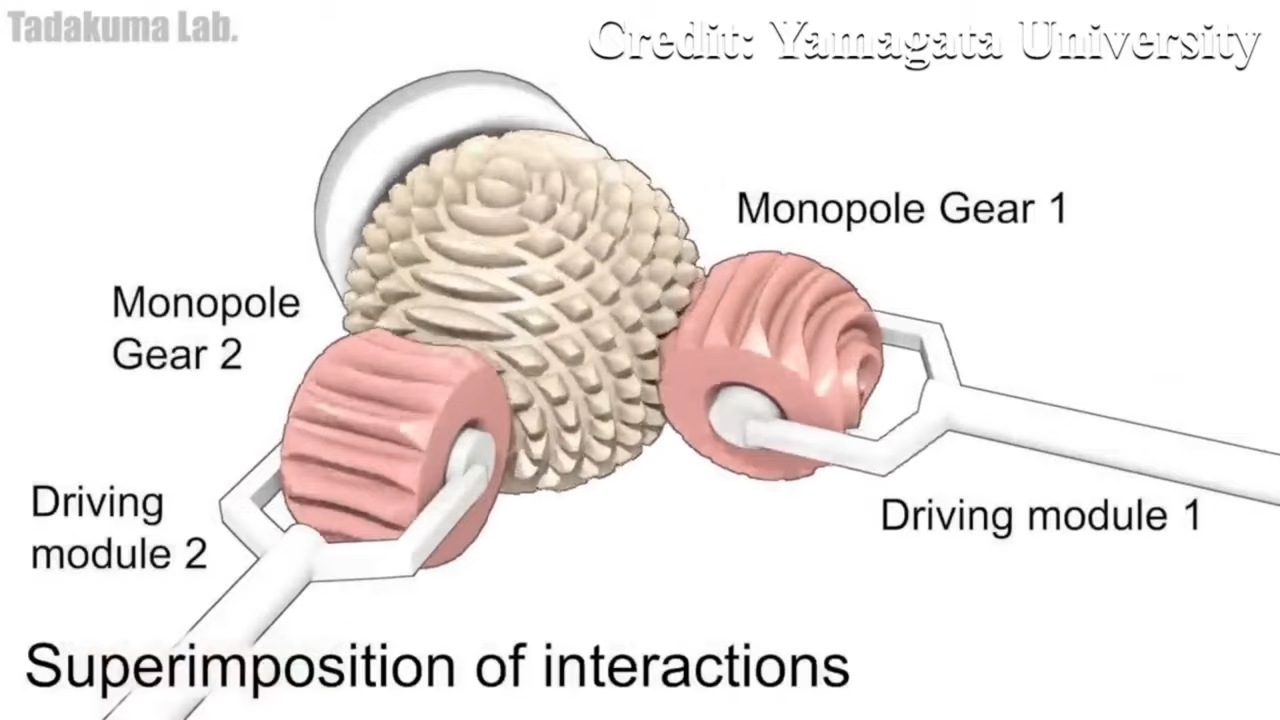 Tadakuma Lab.
Credit: Yamagata University
Monopole Gear 1
Monopole
Gear 2
Driving
module 2
Driving module 1
Superimposition of interactions